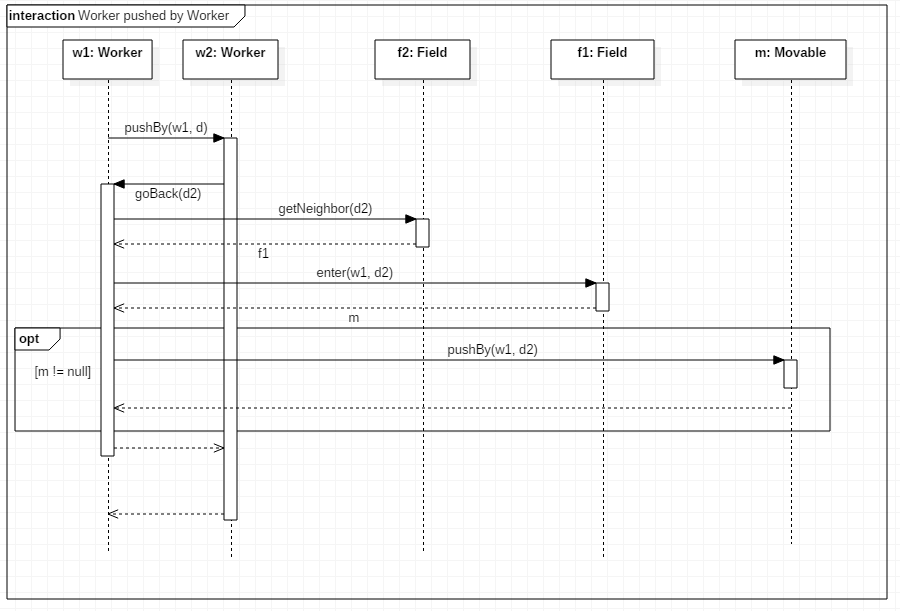 interaction Worker pushed by Worker
w1: Worker
w2: Worker
f2: Field
f1: Field
m: Movable
pushBy(w1, d)
goBack(d2)
getNeighbor(d2)
f1
enter(w1, d2)
m
opt
pushBy(w1, d2)
[m != null]